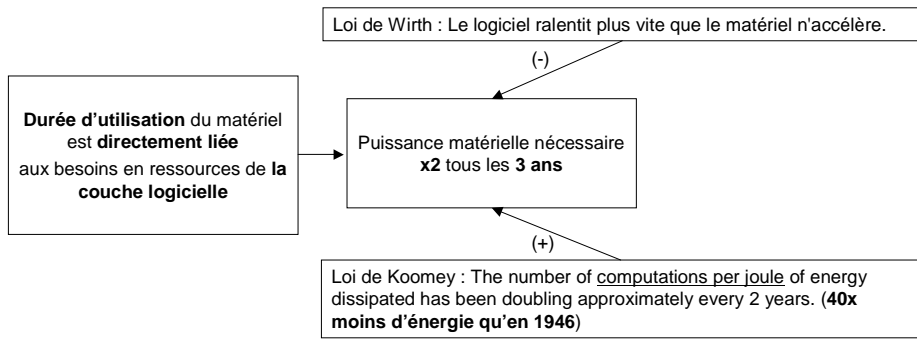 Loi de Wirth : Le logiciel ralentit plus vite que le matériel n'accélère.
(-)
Durée d’utilisation du matériel
est directement liée
aux besoins en ressources de la
couche logicielle
Puissance matérielle nécessaire
x2 tous les 3 ans
(+)
Loi de Koomey : The number of computations per joule of energy
dissipated has been doubling approximately every 2 years. (40x
moins d’énergie qu’en 1946)